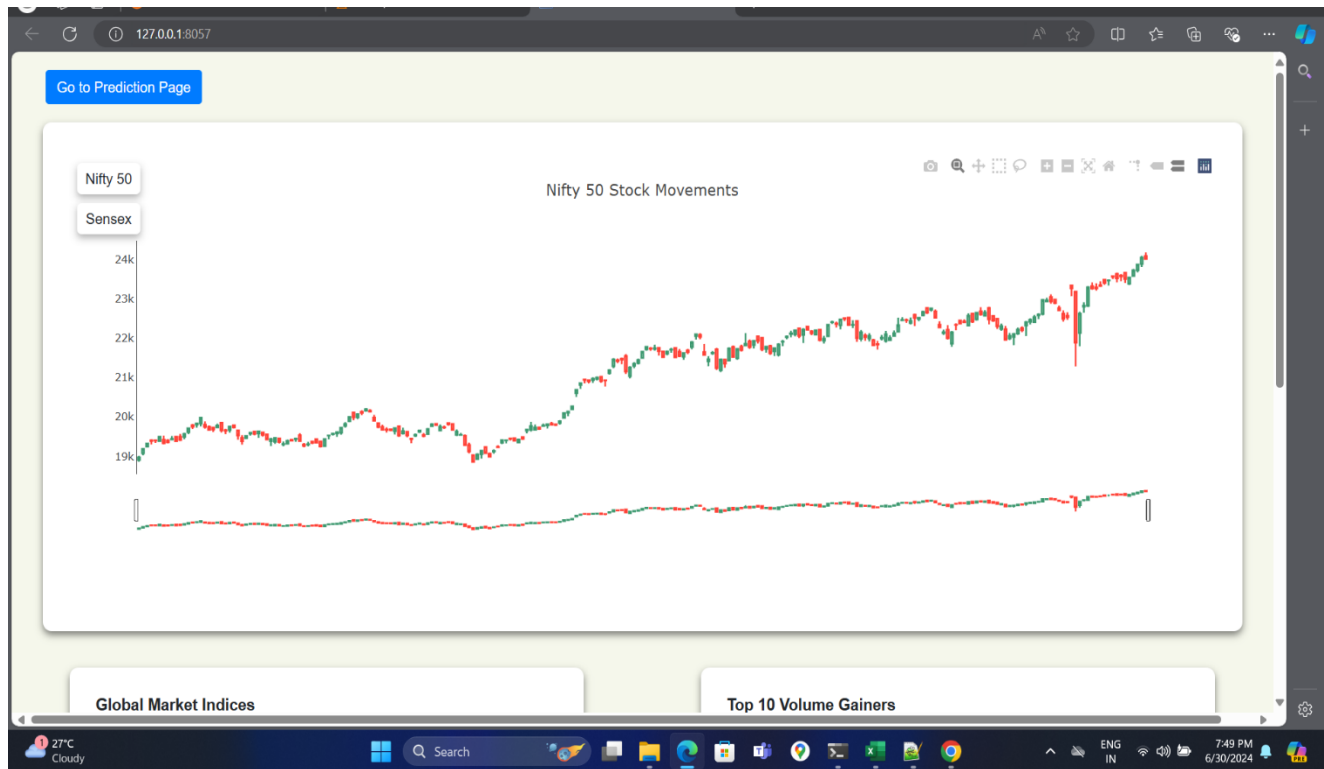 127.0.0.1:8057
Go to Prediction Page
Nifty 50
Sensex
Nifty 50 Stock Movements
24k
23k
22k
21k
20k
19k
Global Market Indices
Top 10 Volume Gainers
1
27°C
Cloudy
Search
ENG
IN
7:49 PM
6/30/2024
PRE